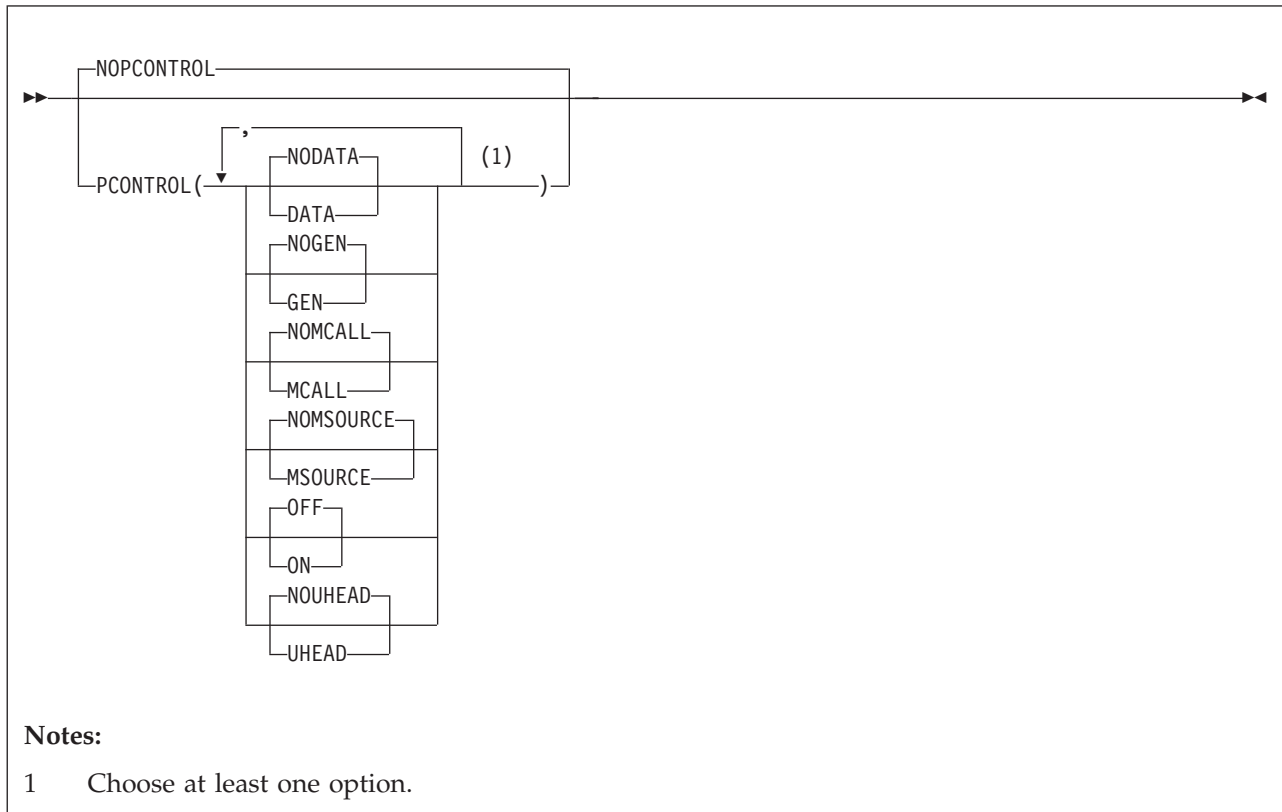 NOPCONTROL
,
NODATA (1)
PCONTROL( )
DATA
NOGEN
GEN
NOMCALL
MCALL
NOMSOURCE
MSOURCE
OFF
ON
NOUHEAD
UHEAD
Notes:
1 Choose at least one option.